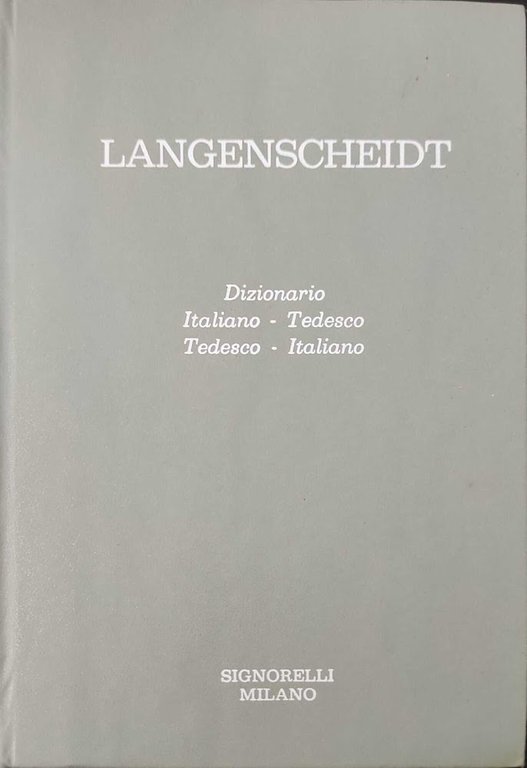 LANGENSCHEIDT
Dizionario
Italiano - Tedesco
Tedesco - Italiano
SIGNORELLI
MILANO